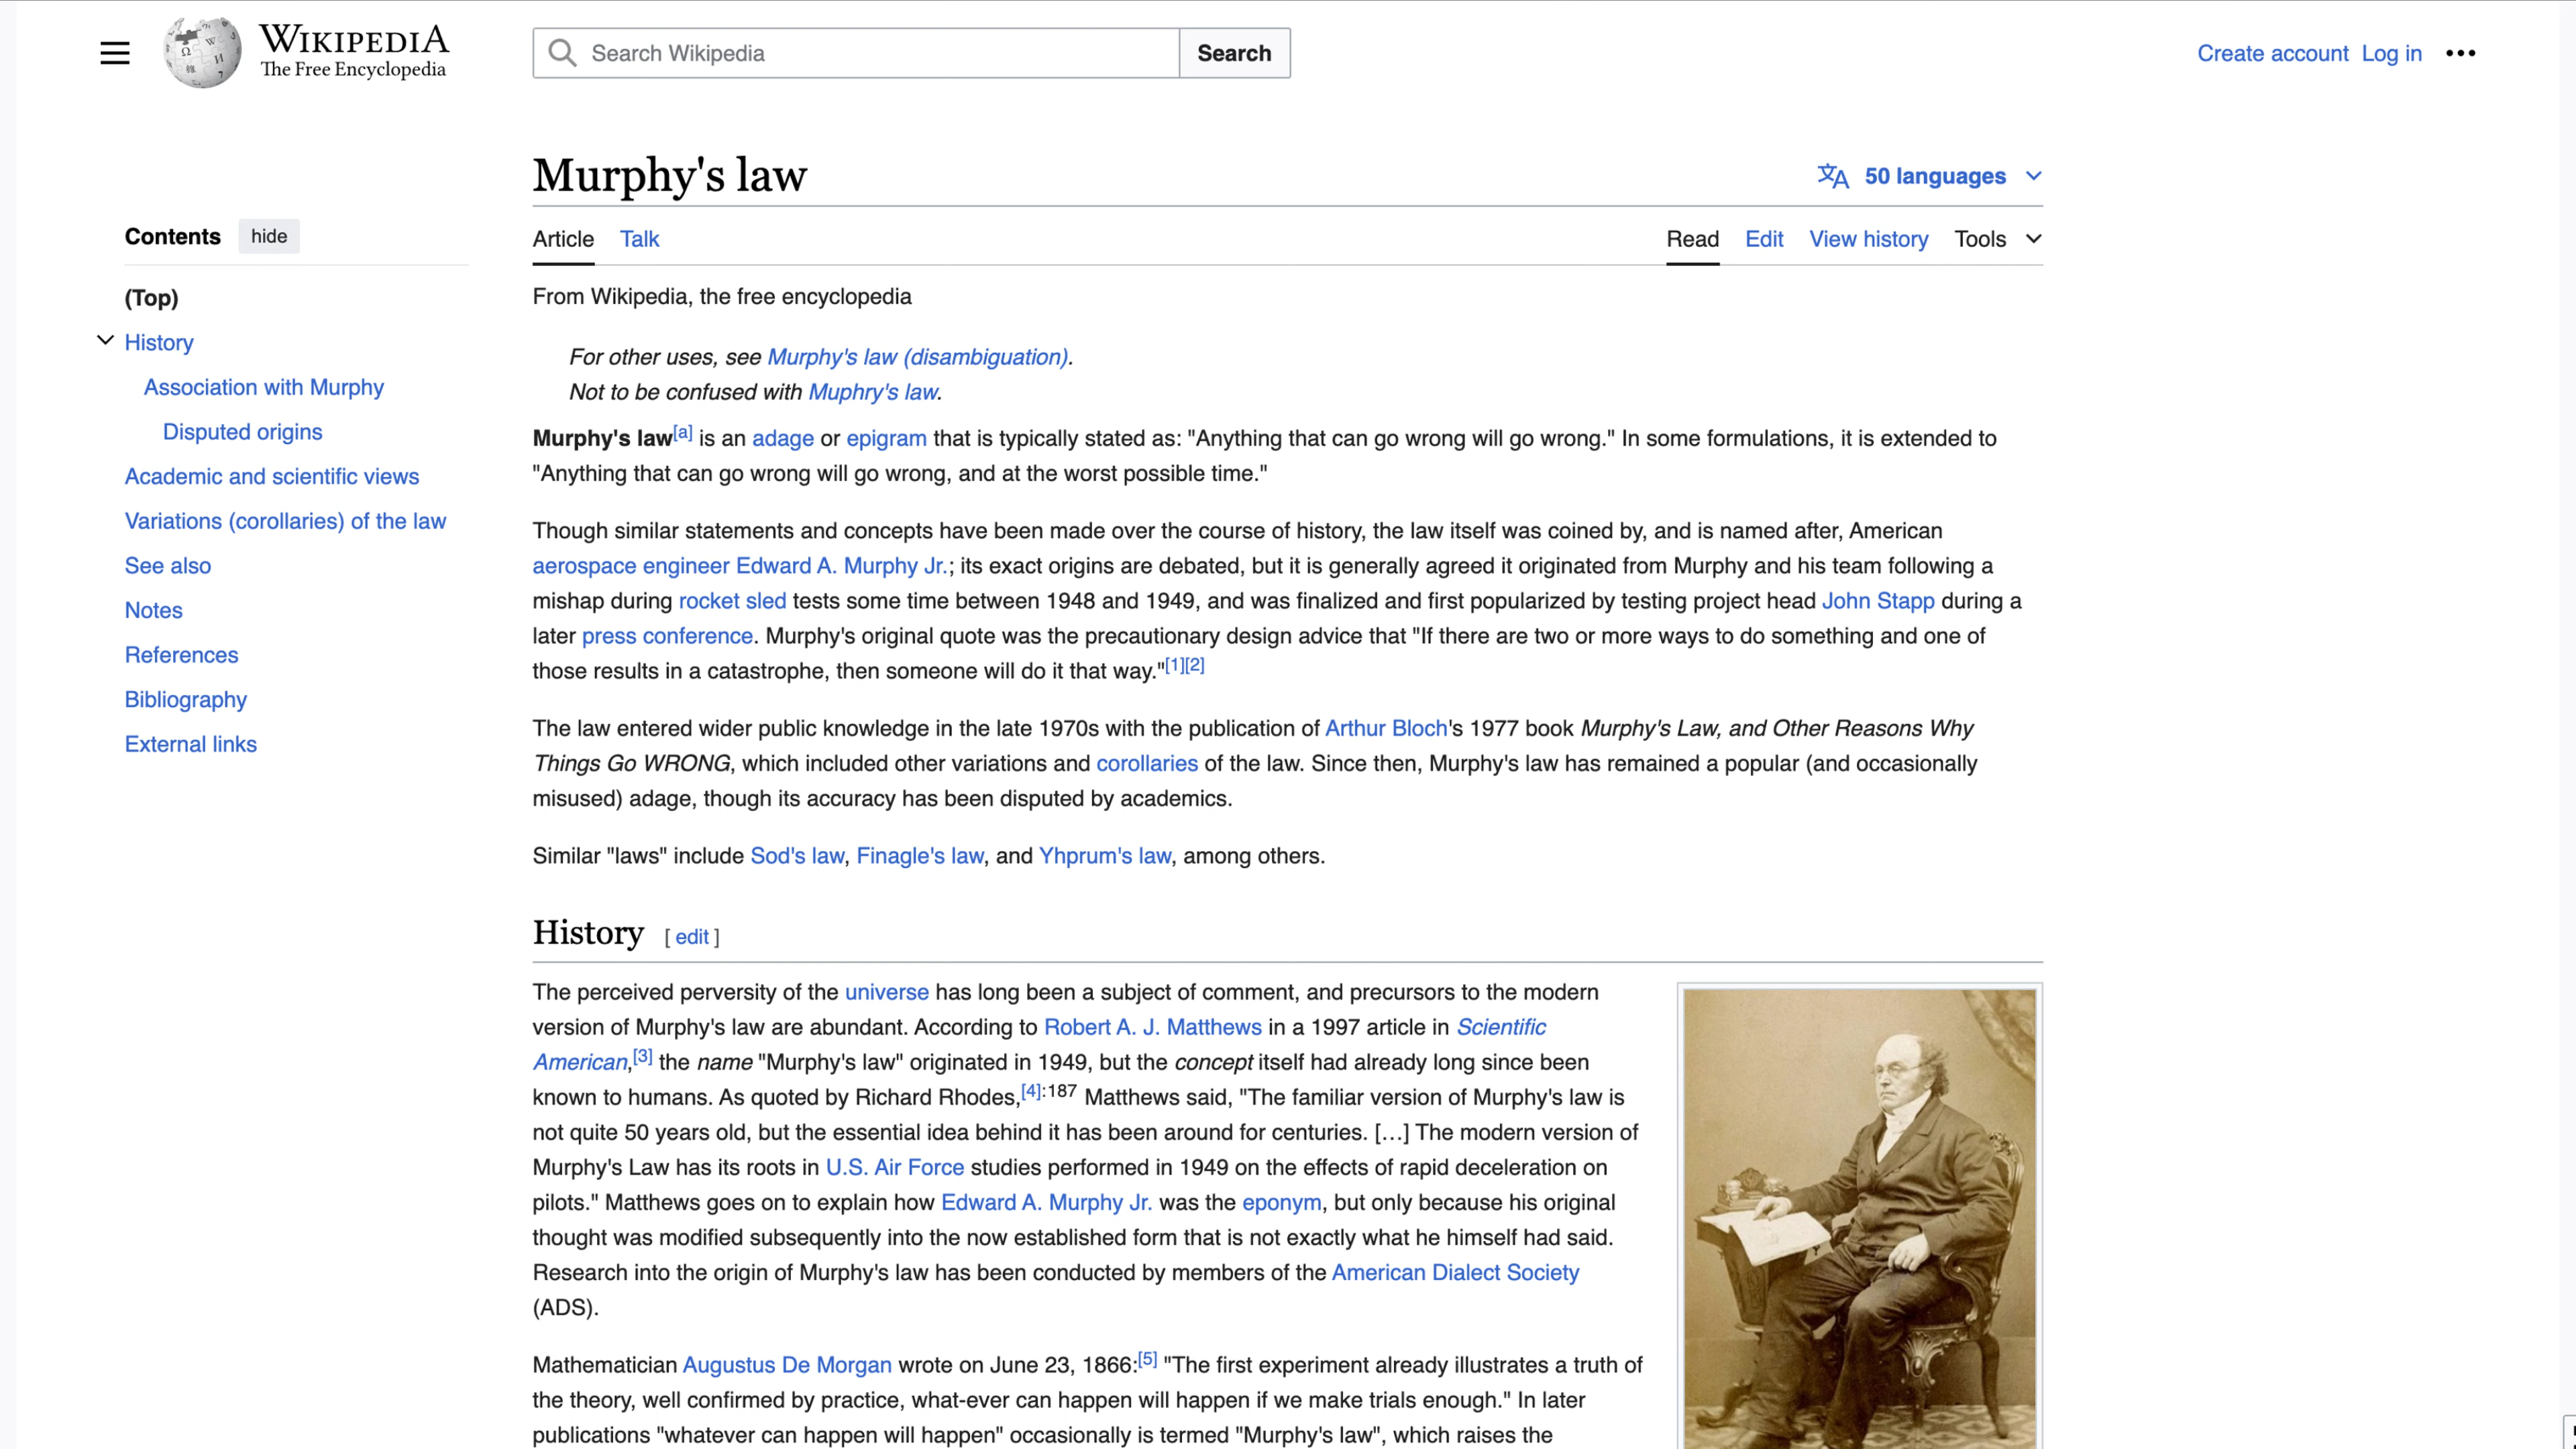 WIKIPEDIA
The Free Encyclopedia
Search Wikipedia
Search
Create account Log in
Murphy's law
50 languages
Contents hide
Article Talk
Read Edit View history Tools
(Top)
History
Association with Murphy
Disputed origins
Academic and scientific views
Variations (corollaries) of the law
See also
Notes
References
Bibliography
External links
From Wikipedia, the free encyclopedia
For other uses, see Murphy's law (disambiguation).
Not to be confused with Muphry's law.
Murphy's law[a] is an adage or epigram that is typically stated as: "Anything that can go wrong will go wrong." In some formulations, it is extended to
"Anything that can go wrong will go wrong, and at the worst possible time."
Though similar statements and concepts have been made over the course of history, the law itself was coined by, and is named after, American
aerospace engineer Edward A. Murphy Jr.; its exact origins are debated, but it is generally agreed it originated from Murphy and his team following a
mishap during rocket sled tests some time between 1948 and 1949, and was finalized and first popularized by testing project head John Stapp during a
later press conference. Murphy's original quote was the precautionary design advice that "If there are two or more ways to do something and one of
those results in a catastrophe, then someone will do it that way."[1][2]
The law entered wider public knowledge in the late 1970s with the publication of Arthur Bloch's 1977 book Murphy's Law, and Other Reasons Why
Things Go WRONG, which included other variations and corollaries of the law. Since then, Murphy's law has remained a popular (and occasionally
misused) adage, though its accuracy has been disputed by academics.
Similar "laws" include Sod's law, Finagle's law, and Yhprum's law, among others.
History [ edit ]
The perceived perversity of the universe has long been a subject of comment, and precursors to the modern
version of Murphy's law are abundant. According to Robert A. J. Matthews in a 1997 article in Scientific
American,[3] the name "Murphy's law" originated in 1949, but the concept itself had already long since been
known to humans. As quoted by Richard Rhodes,[4]:187 Matthews said, "The familiar version of Murphy's law is
not quite 50 years old, but the essential idea behind it has been around for centuries. […] The modern version of
Murphy's Law has its roots in U.S. Air Force studies performed in 1949 on the effects of rapid deceleration on
pilots." Matthews goes on to explain how Edward A. Murphy Jr. was the eponym, but only because his original
thought was modified subsequently into the now established form that is not exactly what he himself had said.
Research into the origin of Murphy's law has been conducted by members of the American Dialect Society
(ADS).
Mathematician Augustus De Morgan wrote on June 23, 1866:[5] "The first experiment already illustrates a truth of
the theory, well confirmed by practice, what-ever can happen will happen if we make trials enough." In later
publications "whatever can happen will happen" occasionally is termed "Murphy's law", which raises the